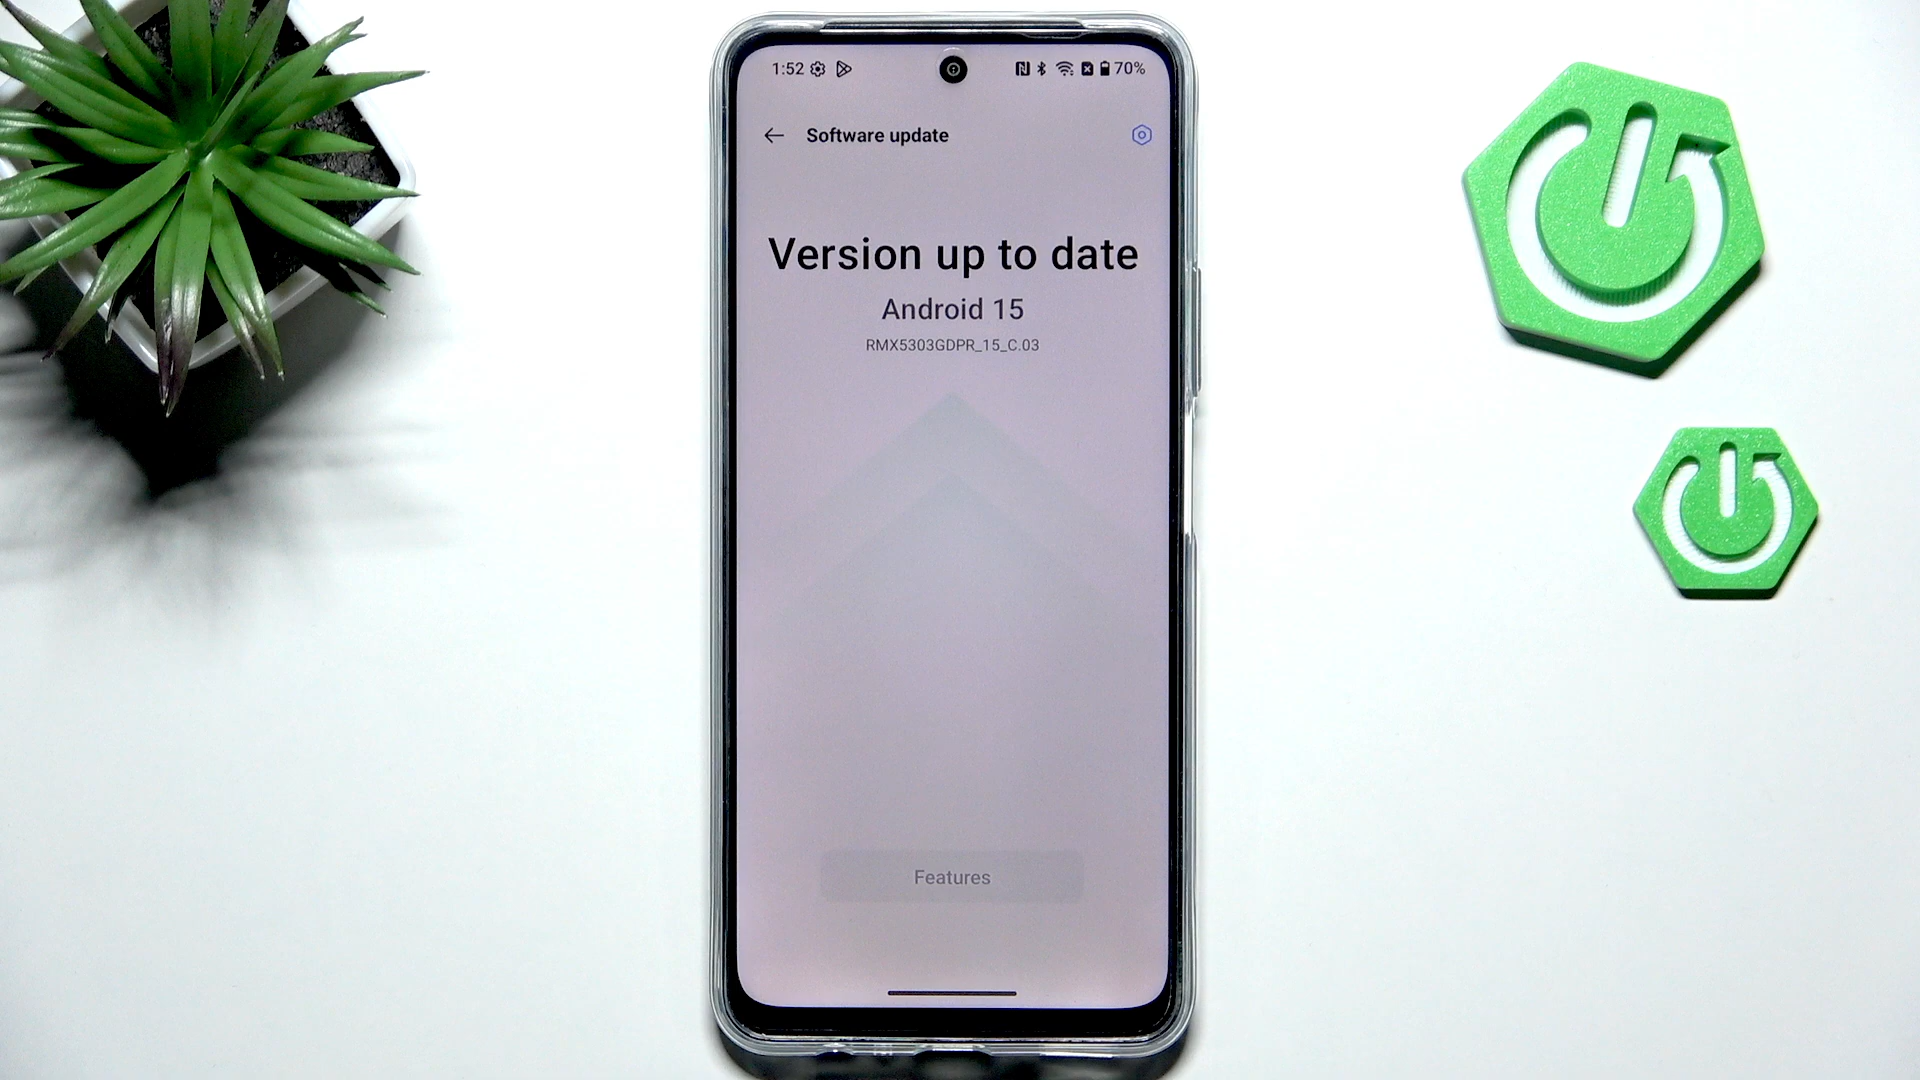 1:52 70%
Software update
Version up to date
Android 15
RMX5303GDPR_15_C.03
Features